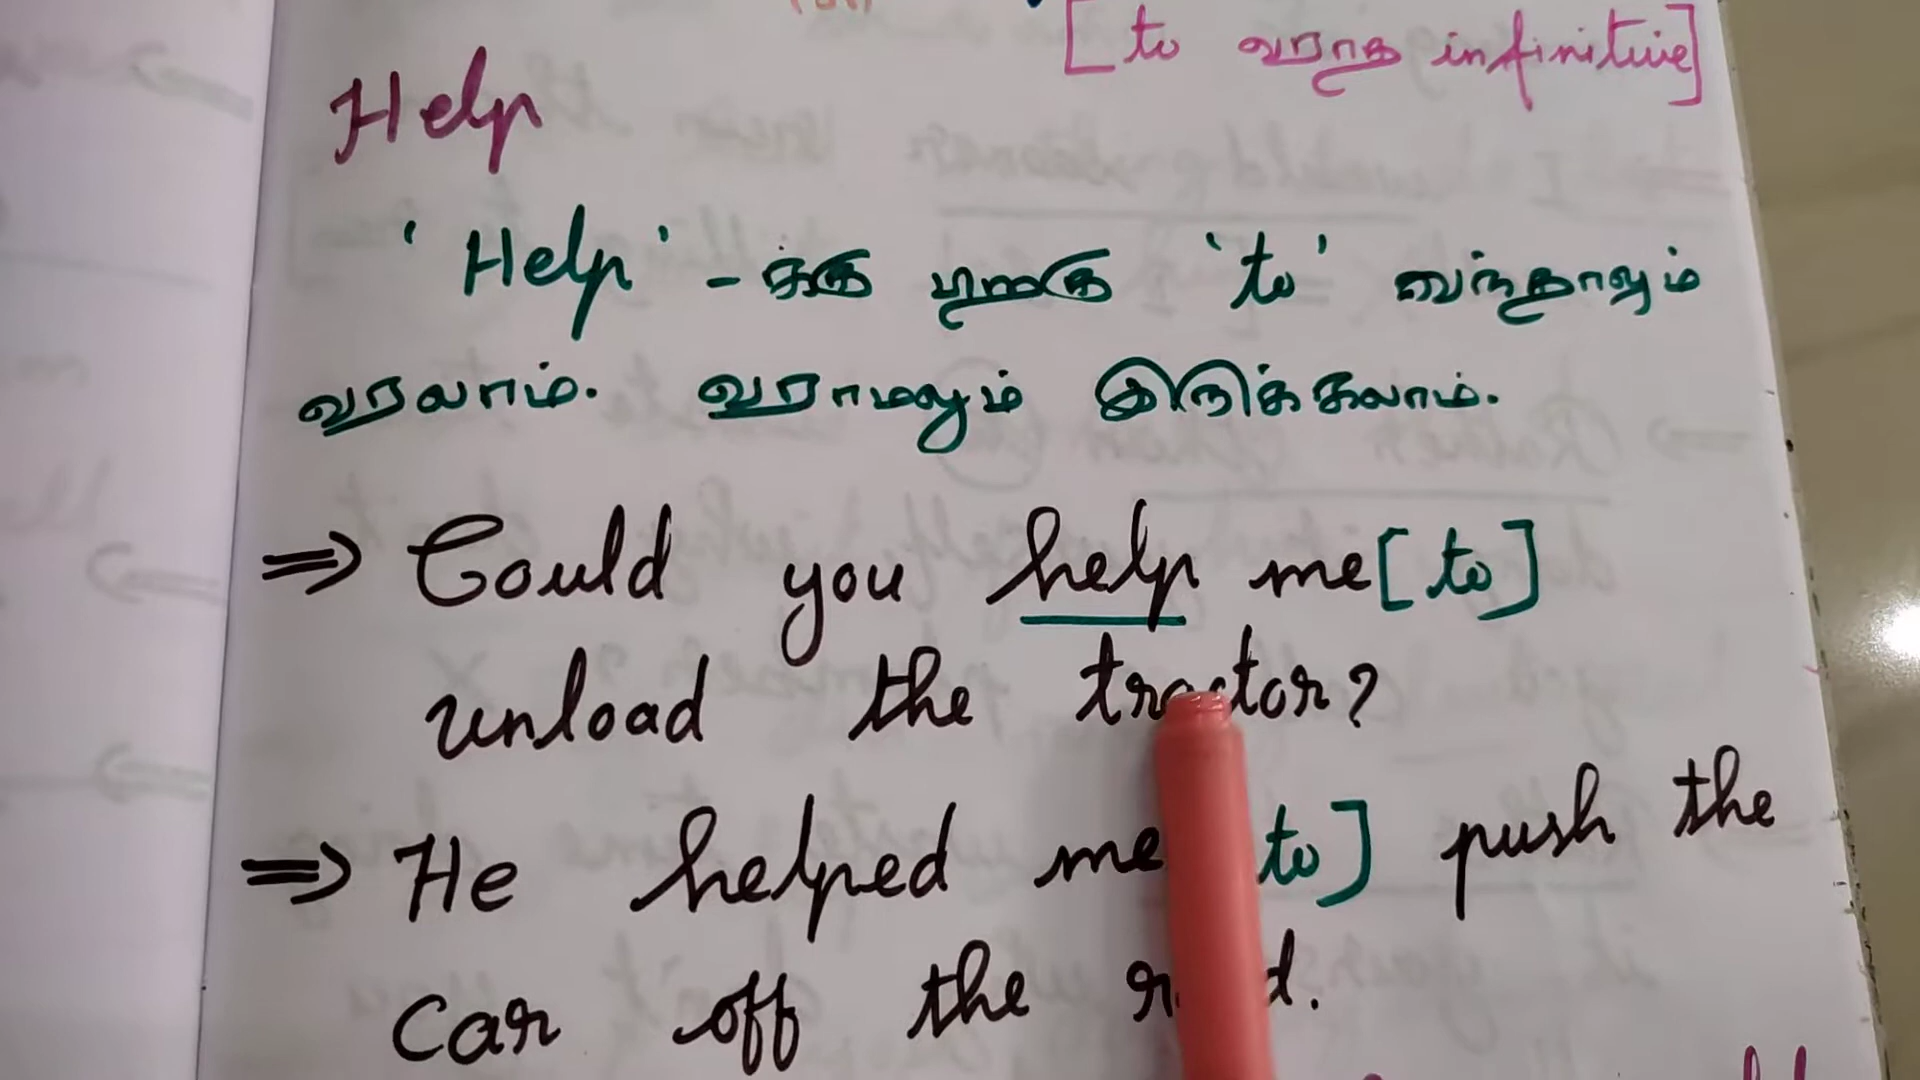 [to வராத infinitive]
Help
'Help' - க்கு பிறகு 'to' வந்தாலும்
வரலாம். வராமலும் இருக்கலாம்.
⇒ Could you help me [to]
unload the tractor?
⇒ He helped me to] push the
car off the